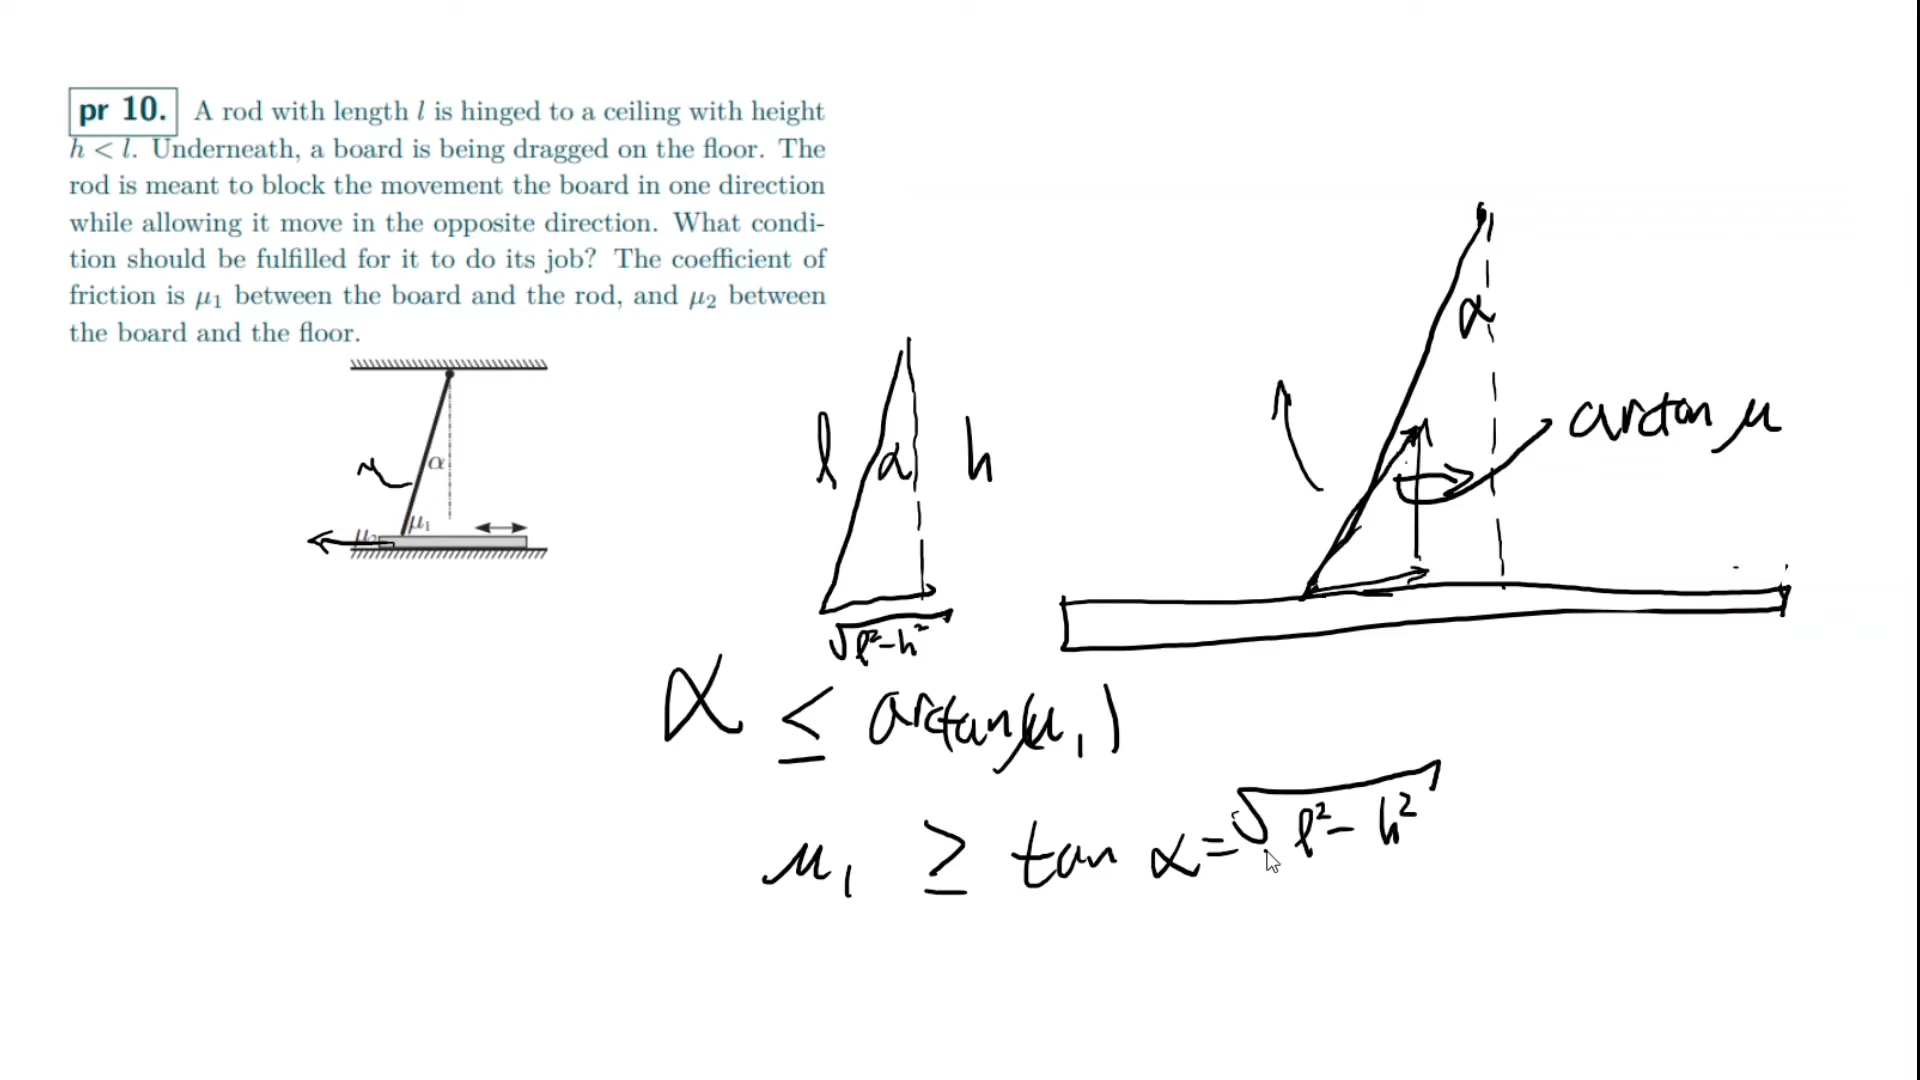 pr 10. A rod with length l is hinged to a ceiling with height
h < l. Underneath, a board is being dragged on the floor. The
rod is meant to block the movement the board in one direction
while allowing it move in the opposite direction. What condi-
tion should be fulfilled for it to do its job? The coefficient of
friction is μ₁ between the board and the rod, and μ₂ between
the board and the floor.
α
μ₁
μ₂
l α h
√l²-h²
α
arctan μ
α ≤ arctan(μ₁)
μ₁ ≥ tan α = √l²-h²